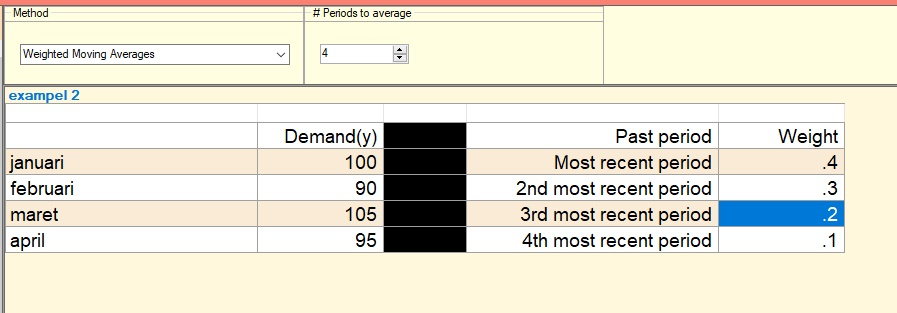 Method
# Periods to average
Weighted Moving Averages
4
exampel 2
Demand(y) Past period Weight
januari 100 Most recent period .4
februari 90 2nd most recent period .3
maret 105 3rd most recent period .2
april 95 4th most recent period .1